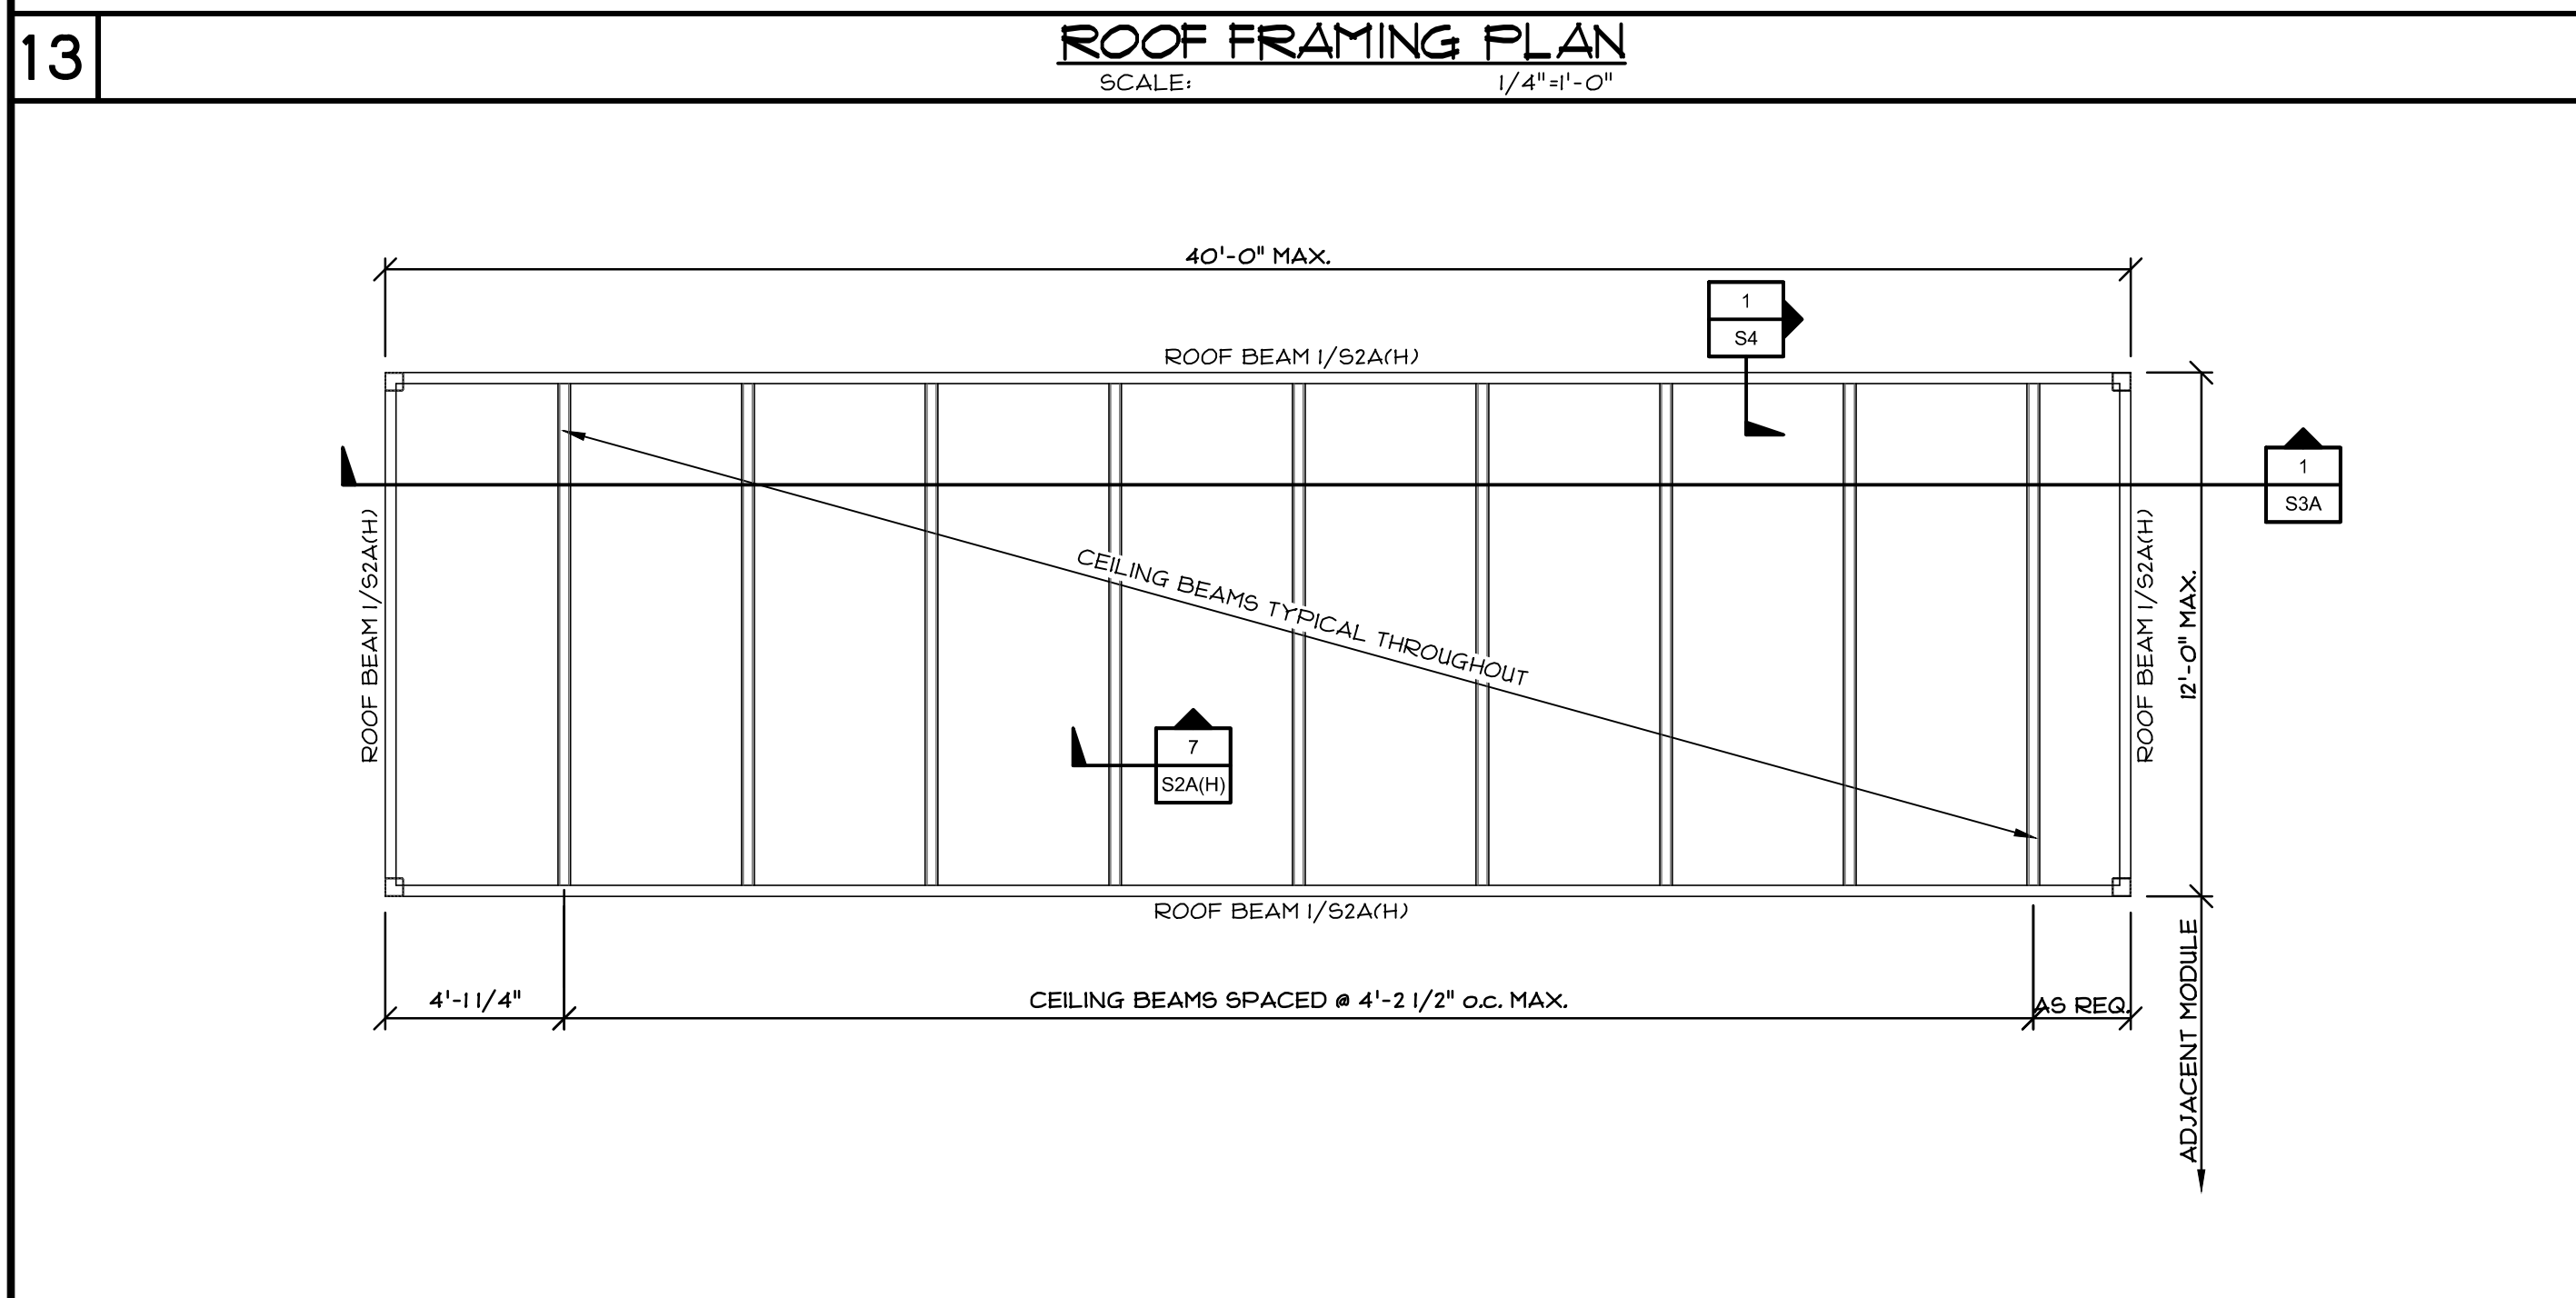 13
ROOF FRAMING PLAN
SCALE: 1/4"=1'-0"
40'-0" MAX.
1
S4
ROOF BEAM 1/S2A(H)
1
S3A
ROOF BEAM 1/S2A(H)
CEILING BEAMS TYPICAL THROUGHOUT
ROOF BEAM 1/S2A(H)
12'-0" MAX.
7
S2A(H)
ROOF BEAM 1/S2A(H)
4'-1 1/4"
CEILING BEAMS SPACED @ 4'-2 1/2" o.c. MAX.
AS REQ.
ADJACENT MODULE